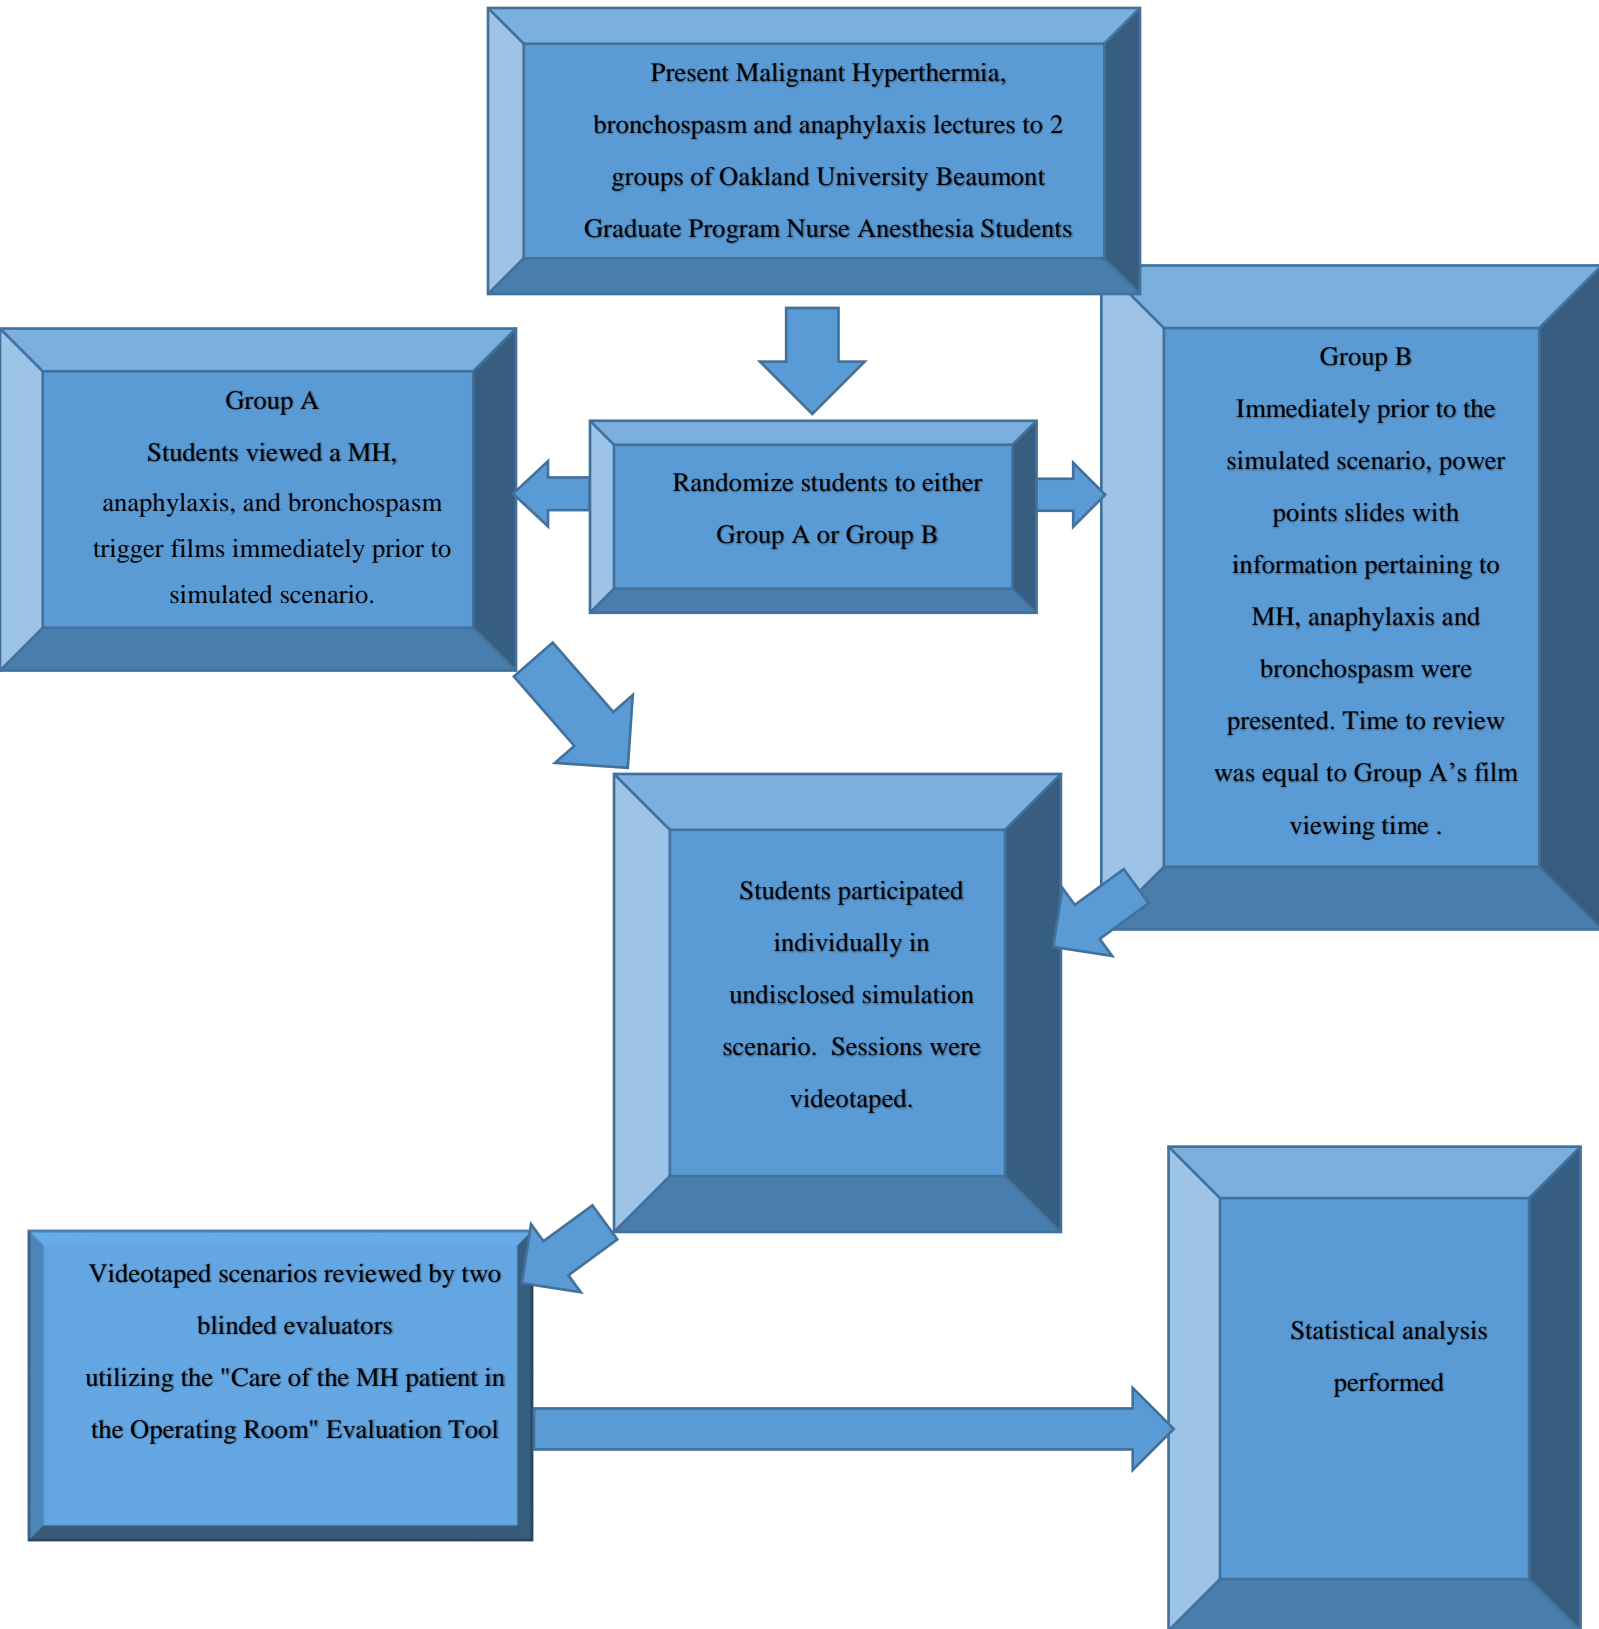 Present Malignant Hyperthermia,
bronchospasm and anaphylaxis lectures to 2
groups of Oakland University Beaumont
Graduate Program Nurse Anesthesia Students
Randomize students to either
Group A or Group B
Group A
Students viewed a MH,
anaphylaxis, and bronchospasm
trigger films immediately prior to
simulated scenario.
Group B
Immediately prior to the
simulated scenario, power
points slides with
information pertaining to
MH, anaphylaxis and
bronchospasm were
presented. Time to review
was equal to Group A’s film
viewing time .
Students participated
individually in
undisclosed simulation
scenario.  Sessions were
videotaped.
Videotaped scenarios reviewed by two
blinded evaluators
utilizing the "Care of the MH patient in
the Operating Room" Evaluation Tool
Statistical analysis
performed